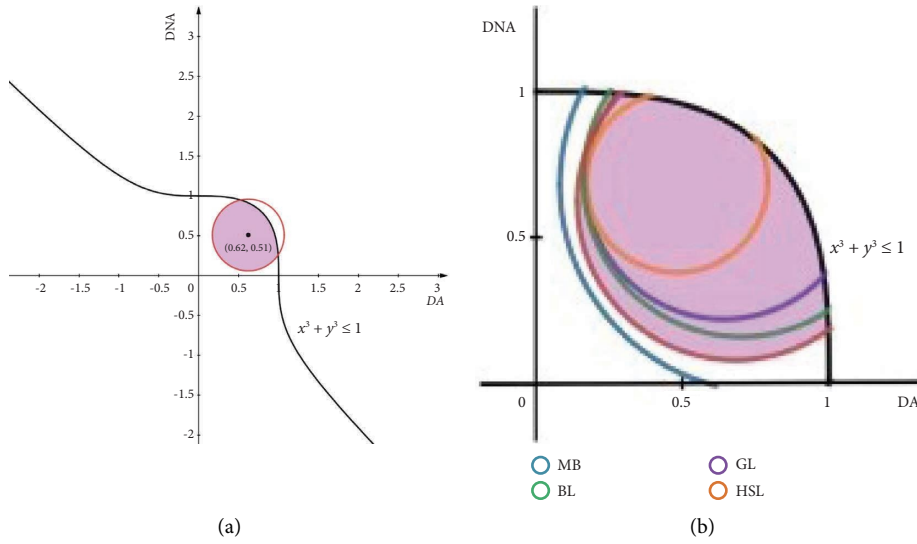 DNA
3
2.5
2
1.5
1
0.5
(0.62, 0.51)
-2 -1.5 -1 -0.5 0 0 0.5 1 1.5 2 2.5 3
DA
-0.5
x³ + y³ ≤ 1
-1
-1.5
-2
(a)
DNA
1
0.5
x³ + y³ ≤ 1
0 0.5 1 DA
MB GL
BL HSL
(b)